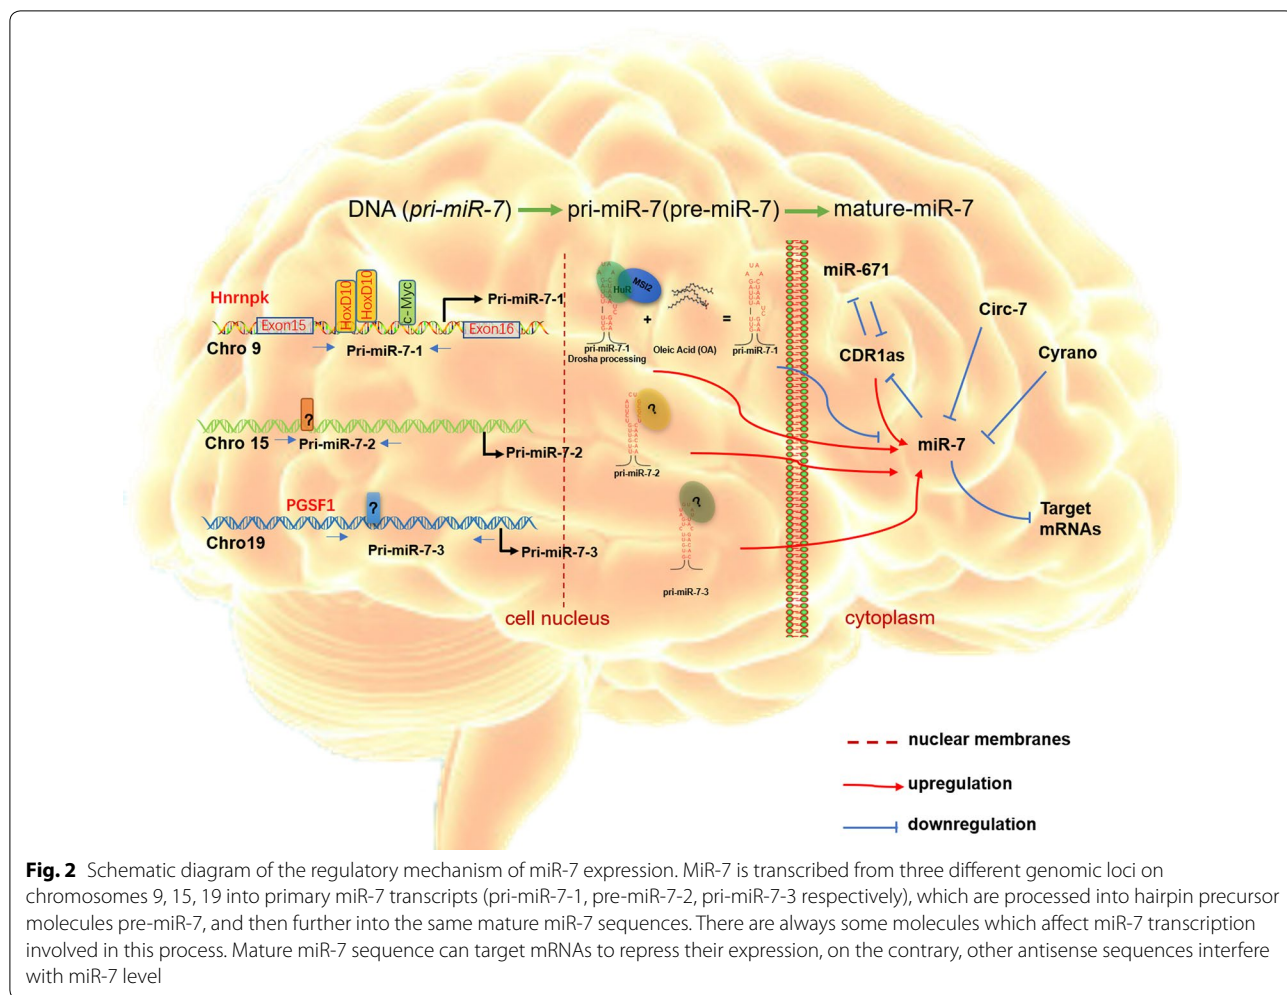 DNA (pri-miR-7) pri-miR-7(pre-miR-7) mature-miR-7
Hnrnpk
HoxD10
HoxD10
c-Myc
Pri-miR-7-1
Exon15
Exon16
Chro 9
Pri-miR-7-1
?
Chro 15
Pri-miR-7-2
Pri-miR-7-2
PGSF1
?
Chro19
Pri-miR-7-3
Pri-miR-7-3
HuR
MSI2
+
=
pri-miR-7-1
Drosha processing
Oleic Acid (OA)
pri-miR-7-1
?
pri-miR-7-2
?
pri-miR-7-3
cell nucleus
miR-671
Circ-7
CDR1as
Cyrano
miR-7
Target
mRNAs
cytoplasm
nuclear membranes
upregulation
downregulation
Fig. 2 Schematic diagram of the regulatory mechanism of miR-7 expression. MiR-7 is transcribed from three different genomic loci on
chromosomes 9, 15, 19 into primary miR-7 transcripts (pri-miR-7-1, pre-miR-7-2, pri-miR-7-3 respectively), which are processed into hairpin precursor
molecules pre-miR-7, and then further into the same mature miR-7 sequences. There are always some molecules which affect miR-7 transcription
involved in this process. Mature miR-7 sequence can target mRNAs to repress their expression, on the contrary, other antisense sequences interfere
with miR-7 level